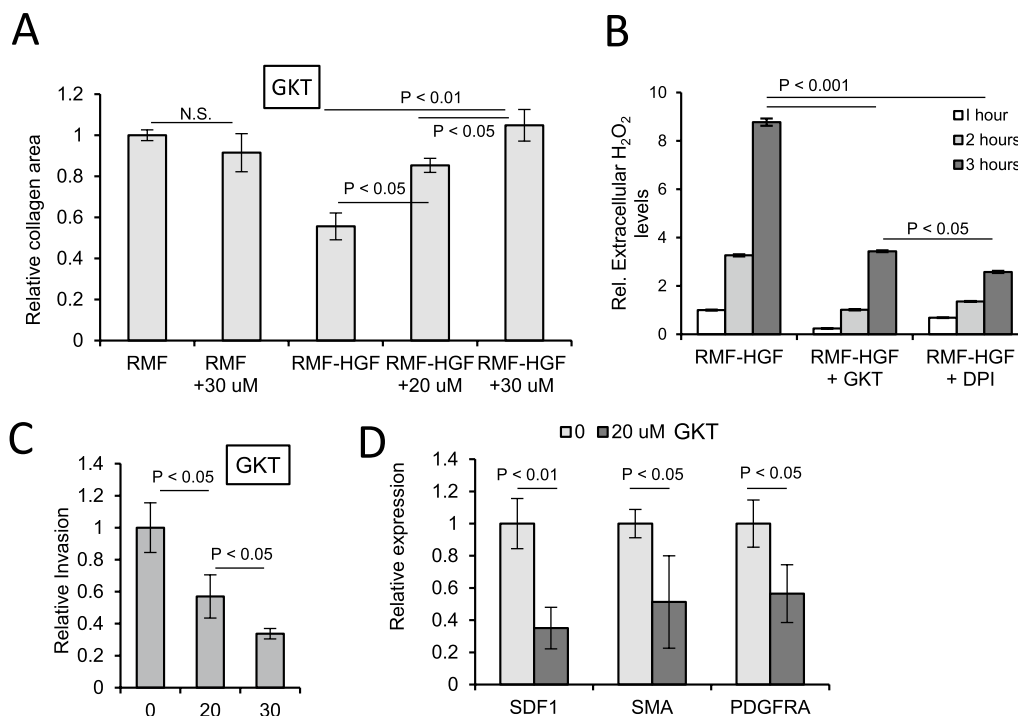 A
GKT
Relative collagen area
1.2
1
0.8
0.6
0.4
0.2
0
N.S.
P < 0.01
P < 0.05
P < 0.05
RMF
RMF
+30 uM
RMF-HGF
RMF-HGF
+20 uM
RMF-HGF
+30 uM
B
Rel. Extracellular H₂O₂
levels
10
8
6
4
2
0
P < 0.001
P < 0.05
I hour
2 hours
3 hours
RMF-HGF
RMF-HGF
+ GKT
RMF-HGF
+ DPI
C
GKT
Relative Invasion
1.4
1.2
1
0.8
0.6
0.4
0.2
0
P < 0.05
P < 0.05
0
20
30
D
0
20 uM GKT
Relative expression
1.4
1.2
1
0.8
0.6
0.4
0.2
0
P < 0.01
P < 0.05
P < 0.05
SDF1
SMA
PDGFRA